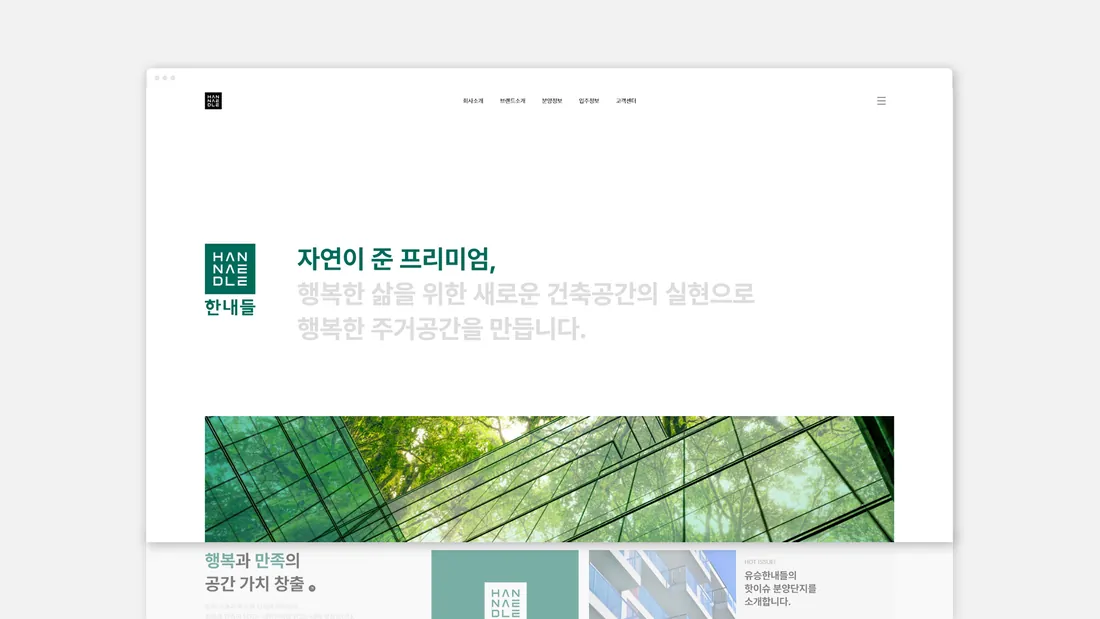 HAN
NAE
DLE
회사소개 브랜드소개 분양정보 입주정보 고객센터
HAN
NAE
DLE
한내들
자연이 준 프리미엄,
행복한 삶을 위한 새로운 건축공간의 실현으로
행복한 주거공간을 만듭니다.
행복과 만족의
공간 가치 창출
HAN
NAE
DLE
HOT ISSUE!
유승한내들의
핫이슈 분양단지를
소개합니다.